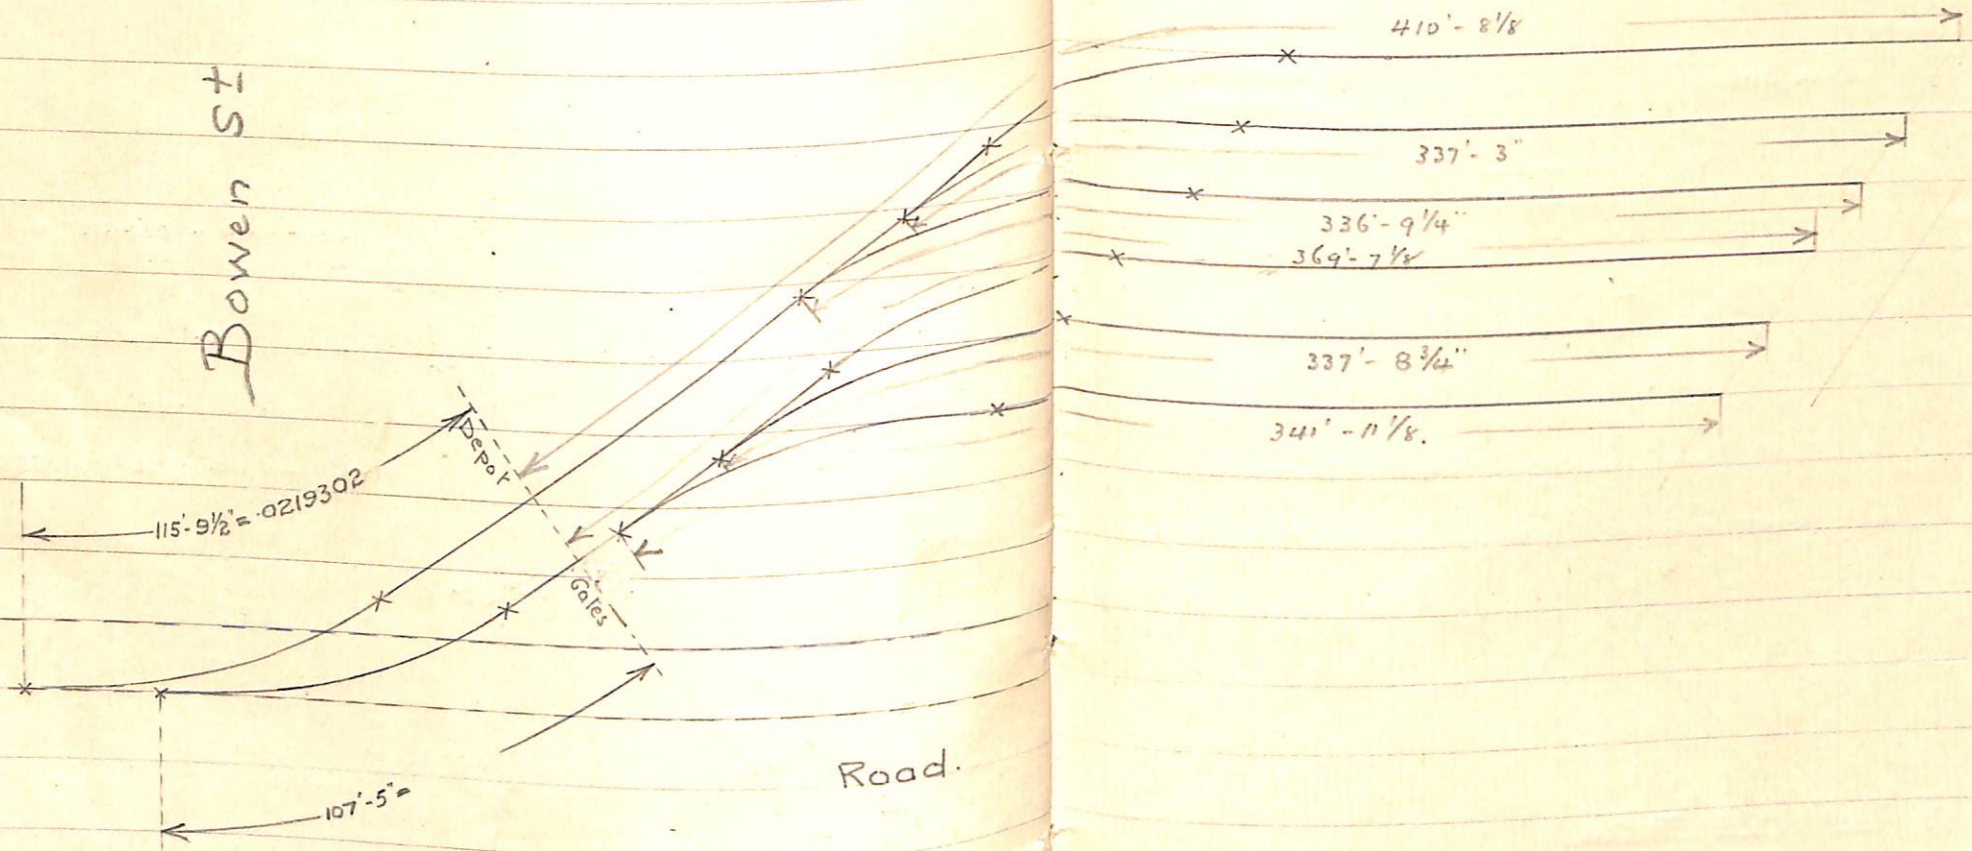 Bowen St
410'- 8 1/8
337'- 3"
336'- 9 1/4"
369'- 7 1/8
337'- 8 3/4"
341' - 11 1/8.
Depot
Gates
115'- 9 1/2" = .0219302
107'-5" =
Road.